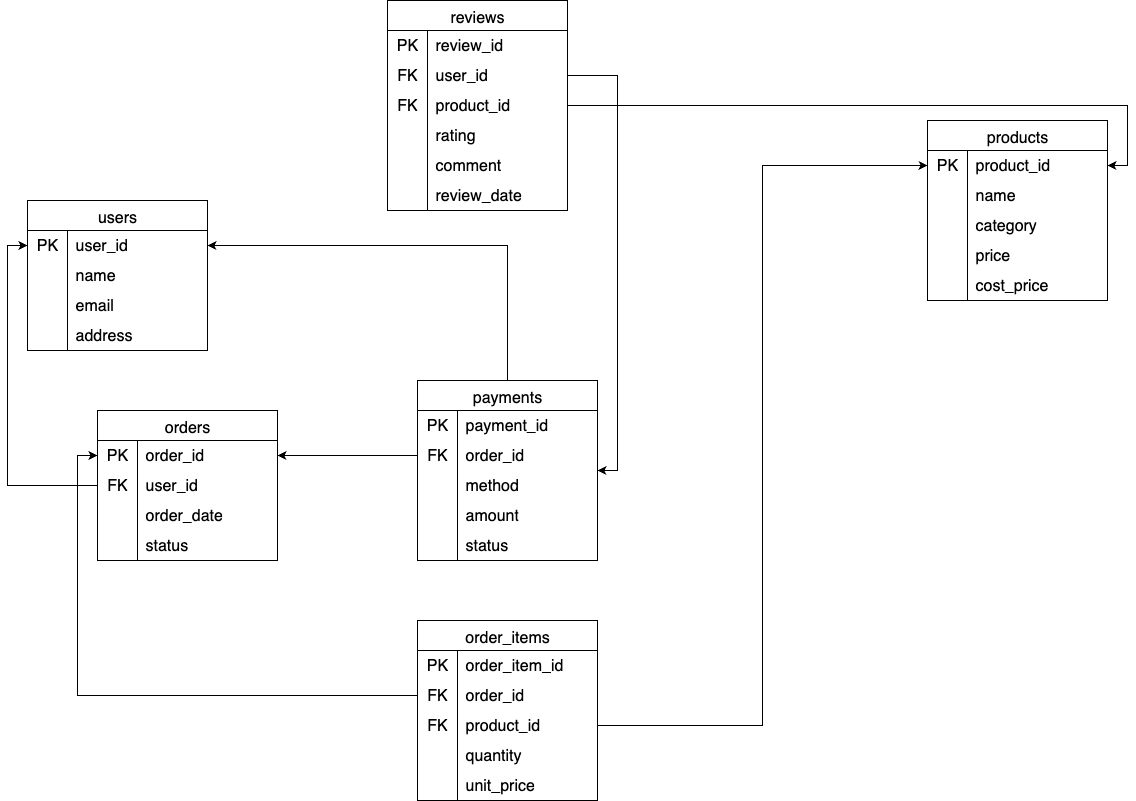 reviews
PK review_id
FK user_id
FK product_id
rating
comment
review_date
products
PK product_id
name
category
price
cost_price
users
PK user_id
name
email
address
payments
PK payment_id
FK order_id
method
amount
status
orders
PK order_id
FK user_id
order_date
status
order_items
PK order_item_id
FK order_id
FK product_id
quantity
unit_price